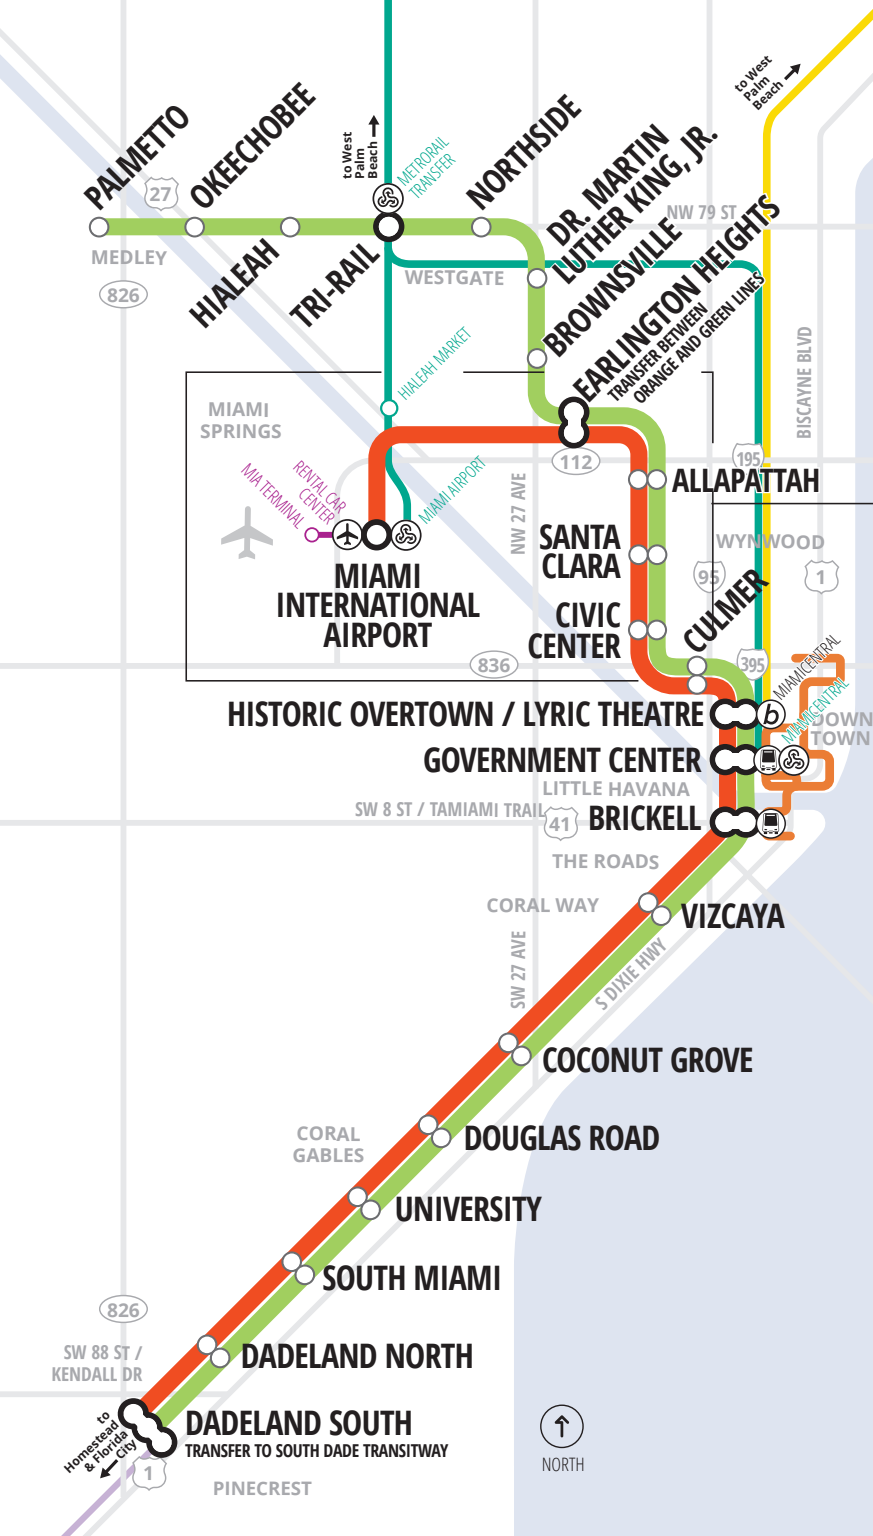 to West
Palm
Beach
to West
Palm
Beach
PALMETTO
27
OKEECHOBEE
METRORAIL
TRANSFER
NORTHSIDE
DR. MARTIN
LUTHER KING, JR.
NW 79 ST
MEDLEY
826
HIALEAH
TRI-RAIL
WESTGATE
BROWNSVILLE
EARLINGTON HEIGHTS
TRANSFER BETWEEN
ORANGE AND GREEN LINES
HIALEAH MARKET
BISCAYNE BLVD
MIAMI
SPRINGS
112
195
RENTAL CAR
CENTER
MIA TERMINAL
MIAMI AIRPORT
NW 27 AVE
ALLAPATTAH
MIAMI
INTERNATIONAL
AIRPORT
SANTA
CLARA
WYNWOOD
95
1
CIVIC
CENTER
CULMER
836
395
MIAMICENTRAL
HISTORIC OVERTOWN / LYRIC THEATRE
b
MIAMICENTRAL
DOWN
TOWN
GOVERNMENT CENTER
LITTLE HAVANA
SW 8 ST / TAMIAMI TRAIL
41
BRICKELL
THE ROADS
CORAL WAY
VIZCAYA
SW 27 AVE
S DIXIE HWY
COCONUT GROVE
CORAL
GABLES
DOUGLAS ROAD
UNIVERSITY
SOUTH MIAMI
826
SW 88 ST /
KENDALL DR
DADELAND NORTH
to
Homestead
& Florida
City
DADELAND SOUTH
TRANSFER TO SOUTH DADE TRANSITWAY
1
PINECREST
NORTH